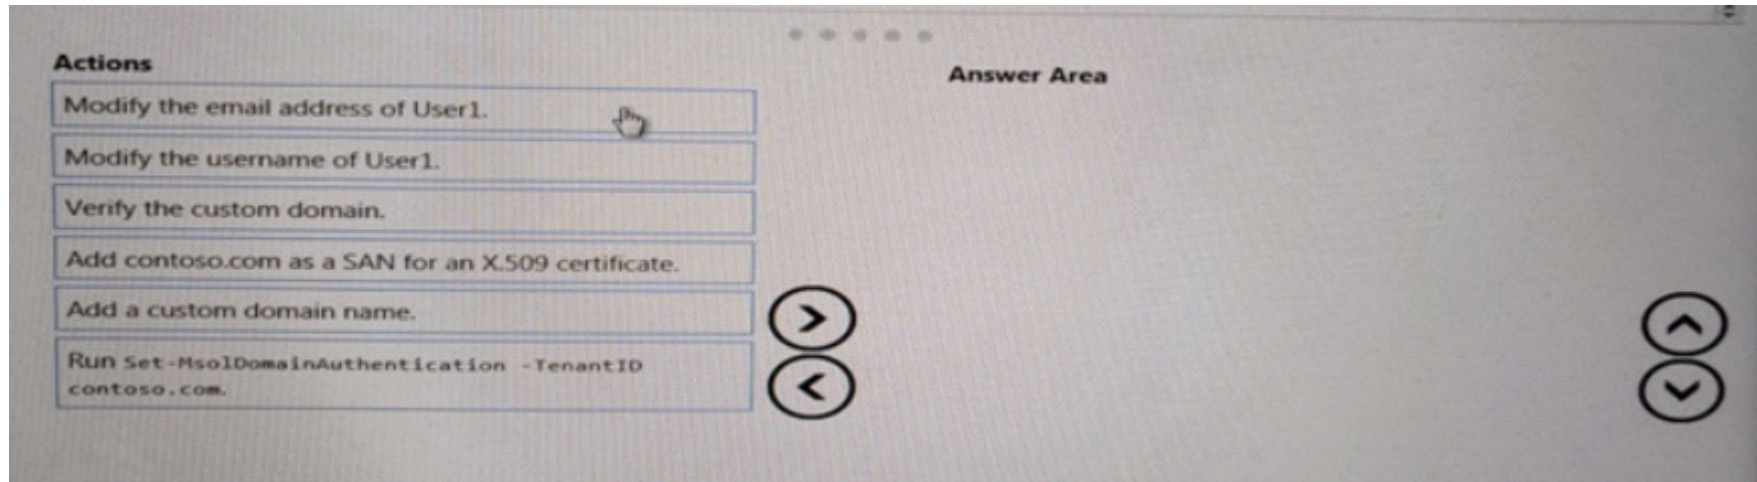 Actions
Answer Area
Modify the email address of User1.
Modify the username of User1.
Verify the custom domain.
Add contoso.com as a SAN for an X.509 certificate.
Add a custom domain name.
Run Set-MsolDomainAuthentication -TenantID
contoso.com.